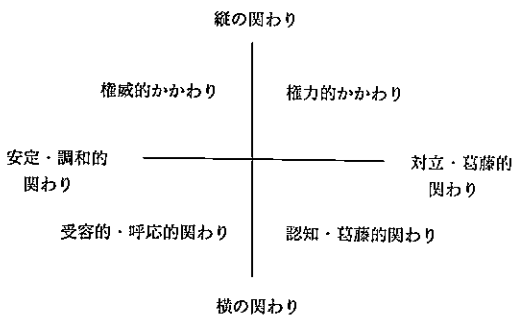 縦の関わり
権威的かかわり
権力的かかわり
安定・調和的
関わり
対立・葛藤的
関わり
受容的・呼応的関わり
認知・葛藤的関わり
横の関わり